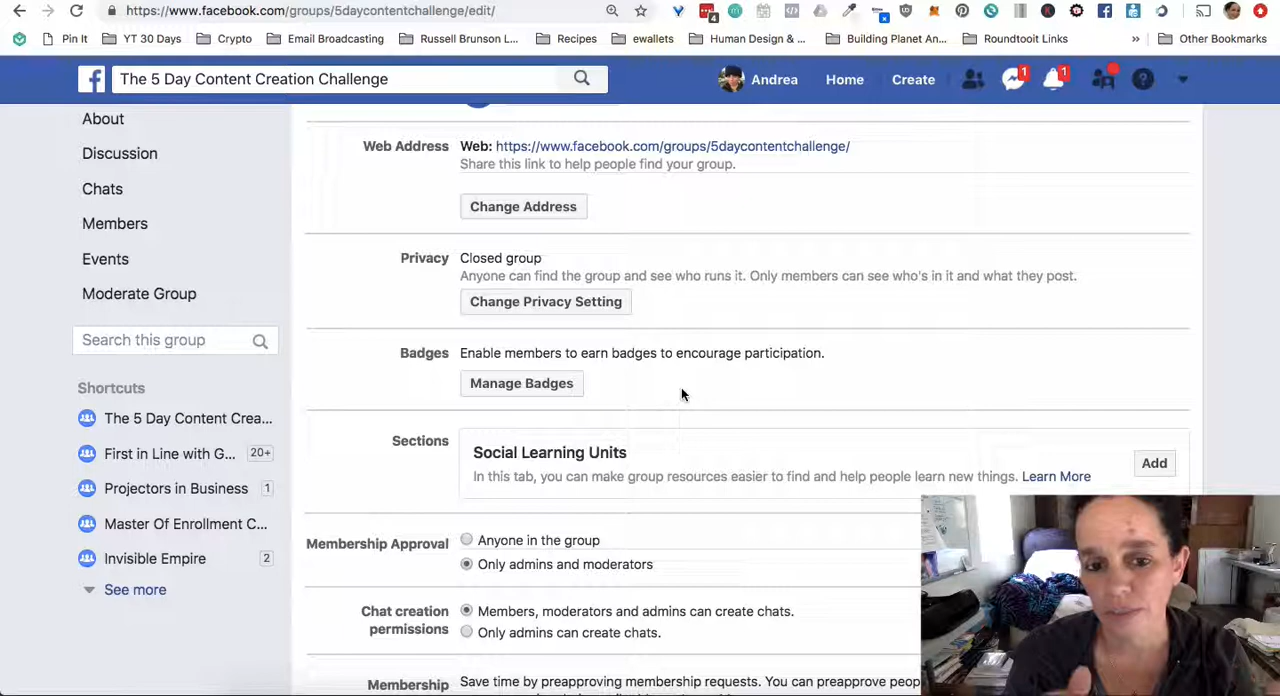 https://www.facebook.com/groups/5daycontentchallenge/edit/
4
Pin It
YT 30 Days
Crypto
Email Broadcasting
Russell Brunson L...
Recipes
ewallets
Human Design & ...
Building Planet An...
Roundtooit Links
»
Other Bookmarks
The 5 Day Content Creation Challenge
Andrea
Home
Create
1
1
About
Discussion
Chats
Members
Events
Moderate Group
Search this group
Shortcuts
The 5 Day Content Crea...
First in Line with G... 20+
Projectors in Business 1
Master Of Enrollment C...
Invisible Empire 2
See more
Web Address
Web: https://www.facebook.com/groups/5daycontentchallenge/
Share this link to help people find your group.
Change Address
Privacy
Closed group
Anyone can find the group and see who runs it. Only members can see who's in it and what they post.
Change Privacy Setting
Badges
Enable members to earn badges to encourage participation.
Manage Badges
Sections
Social Learning Units
In this tab, you can make group resources easier to find and help people learn new things. Learn More
Add
Membership Approval
Anyone in the group
Only admins and moderators
Chat creation
permissions
Members, moderators and admins can create chats.
Only admins can create chats.
Membership
Save time by preapproving membership requests. You can preapprove peop